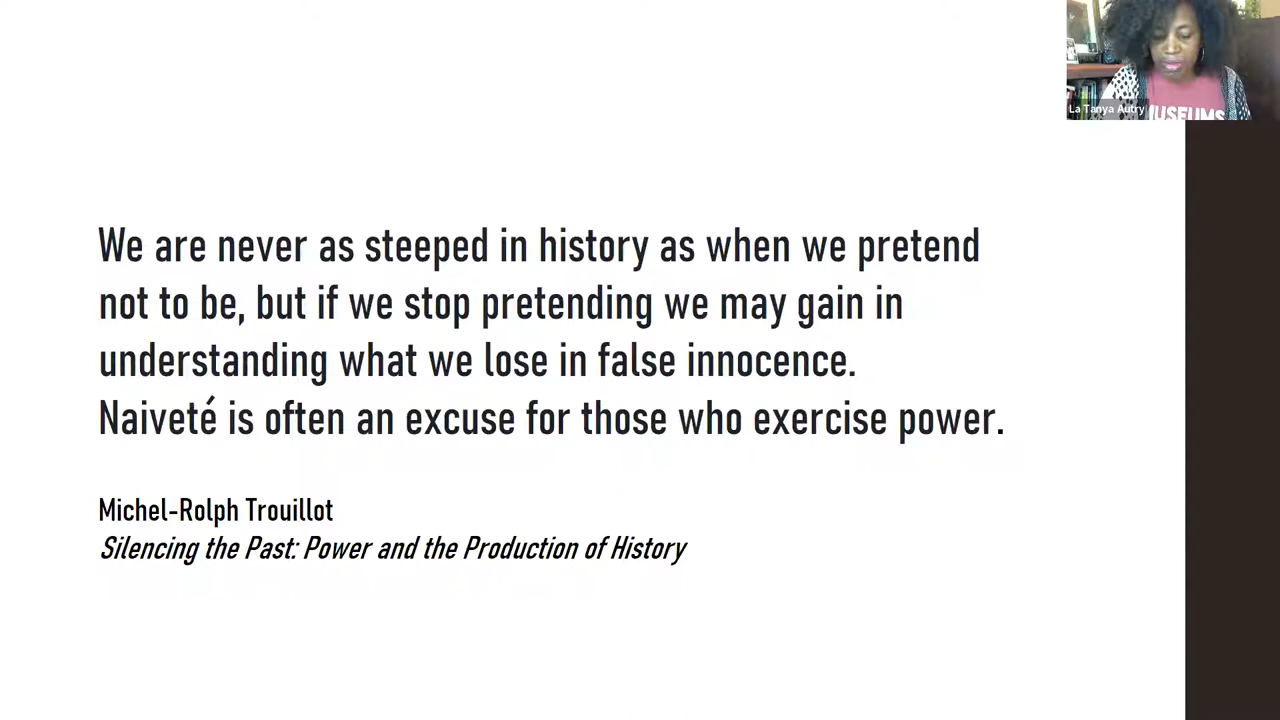 La Tanya Autry
We are never as steeped in history as when we pretend
not to be, but if we stop pretending we may gain in
understanding what we lose in false innocence.
Naiveté is often an excuse for those who exercise power.
Michel-Rolph Trouillot
Silencing the Past: Power and the Production of History